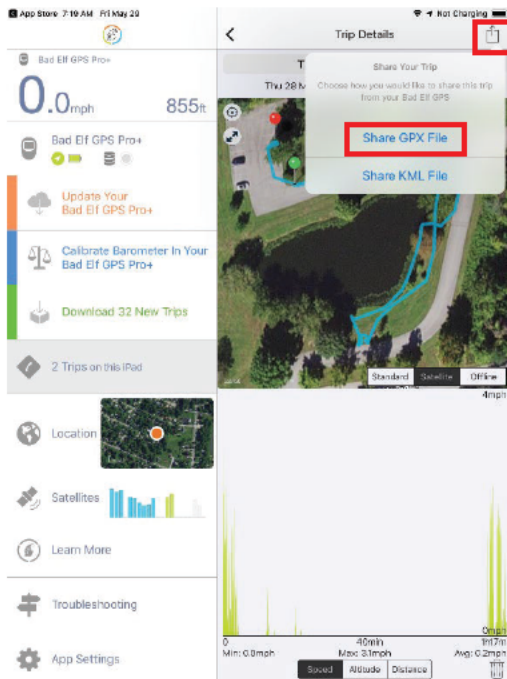 App Store 7:19 AM Fri May 29
Not Charging
Bad Elf GPS Pro+
0.0mph
855ft
Bad Elf GPS Pro+
Update Your
Bad Elf GPS Pro+
Calibrate Barometer In Your
Bad Elf GPS Pro+
Download 32 New Trips
2 Trips on this iPad
Location
Satellites
Learn More
Troubleshooting
App Settings
Trip Details
T
Thu 28 M
Share Your Trip
Choose how you would like to share this trip
from your Bad Elf GPS
Share GPX File
Share KML File
Standard Satellite Offline
4mph
0mph
0 40min 1h17m
Min: 0.0mph Max: 3.1mph Avg: 0.2mph
Speed Altitude Distance